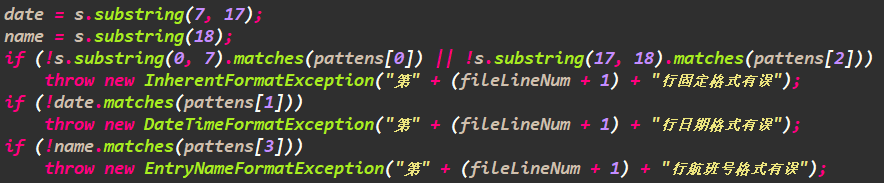 date = s.substring(7, 17);
name = s.substring(18);
if (!s.substring(0, 7).matches(pattens[0]) || !s.substring(17, 18).matches(pattens[2]))
    throw new InherentFormatException("第" + (fileLineNum + 1) + "行固定格式有误");
if (!date.matches(pattens[1]))
    throw new DateTimeFormatException("第" + (fileLineNum + 1) + "行日期格式有误");
if (!name.matches(pattens[3]))
    throw new EntryNameFormatException("第" + (fileLineNum + 1) + "行航班号格式有误");